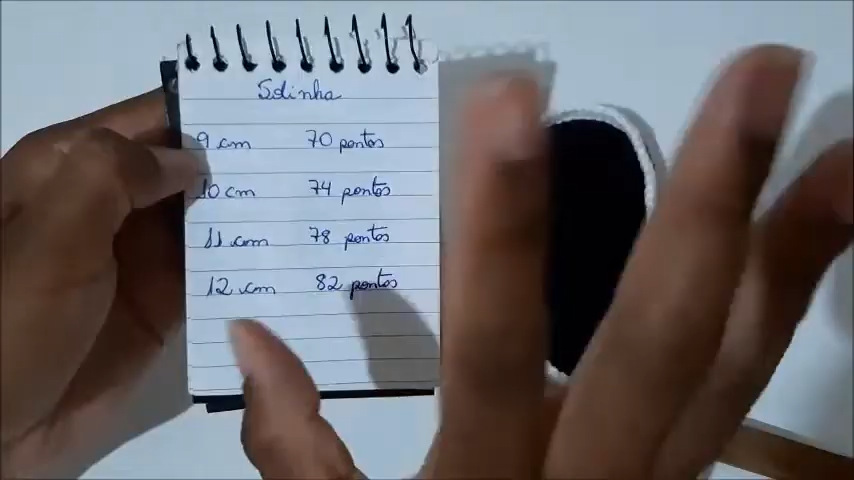 Solinha
9 cm 70 pontos
10 cm 74 pontos
11 cm 78 pontos
12 cm 82 pontos